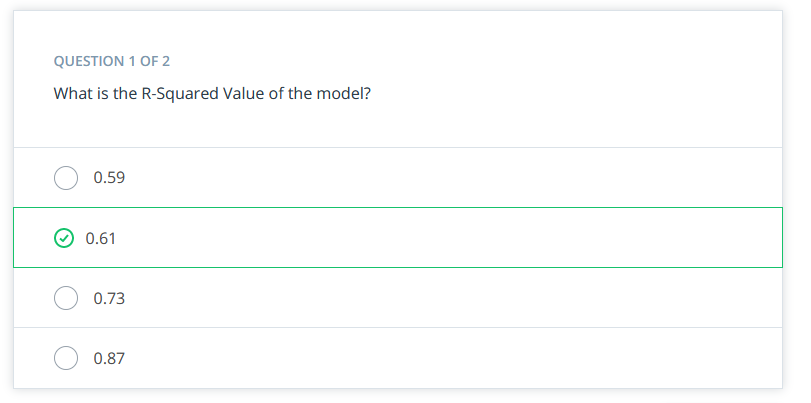 QUESTION 1 OF 2
What is the R-Squared Value of the model?
0.59
0.61
0.73
0.87